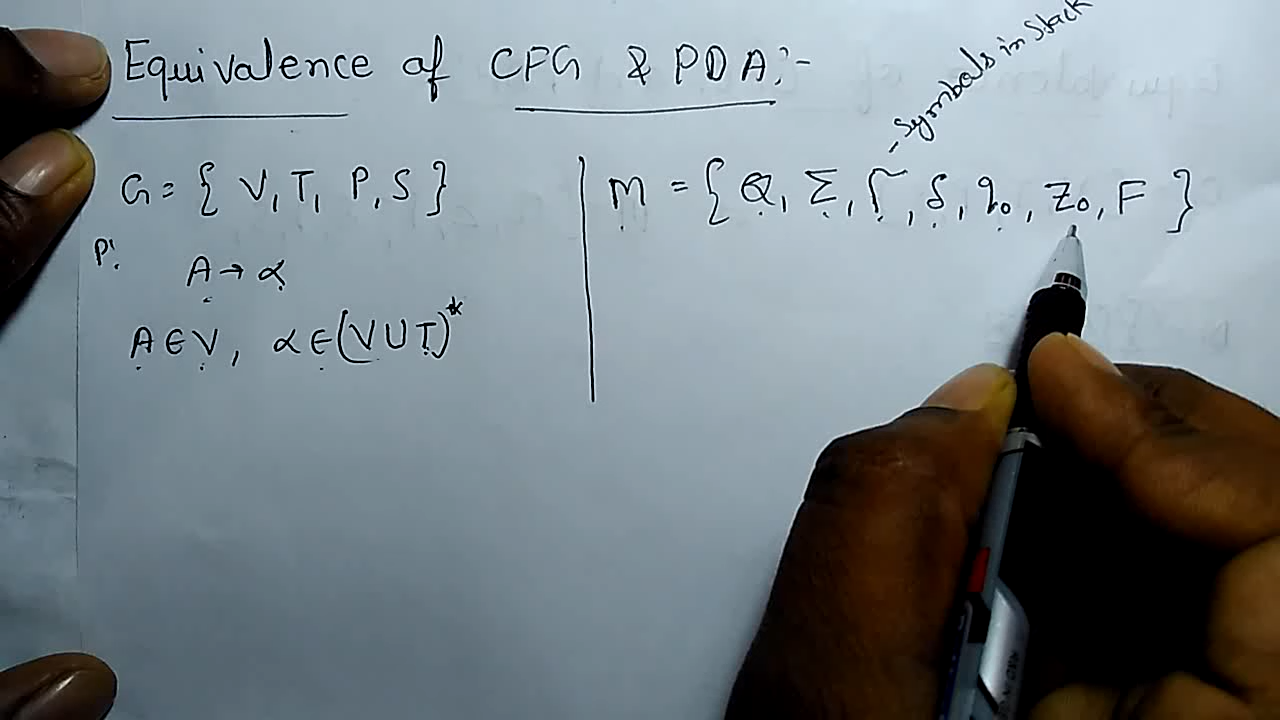 Equivalence of CFG & PDA:-
G = { V, T, P, S }
P:
A → α
A ∈ V, α ∈ (V ∪ T)*
symbols in stack
M = { Q, Σ, Γ, δ, q₀, Z₀, F }